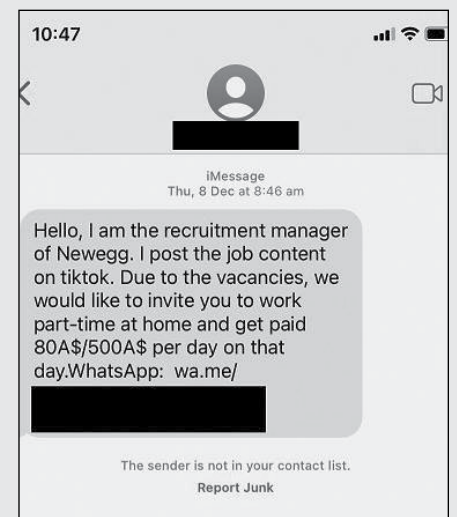 10:47
iMessage
Thu, 8 Dec at 8:46 am
Hello, I am the recruitment manager
of Newegg. I post the job content
on tiktok. Due to the vacancies, we
would like to invite you to work
part-time at home and get paid
80A$/500A$ per day on that
day.WhatsApp: wa.me/
The sender is not in your contact list.
Report Junk